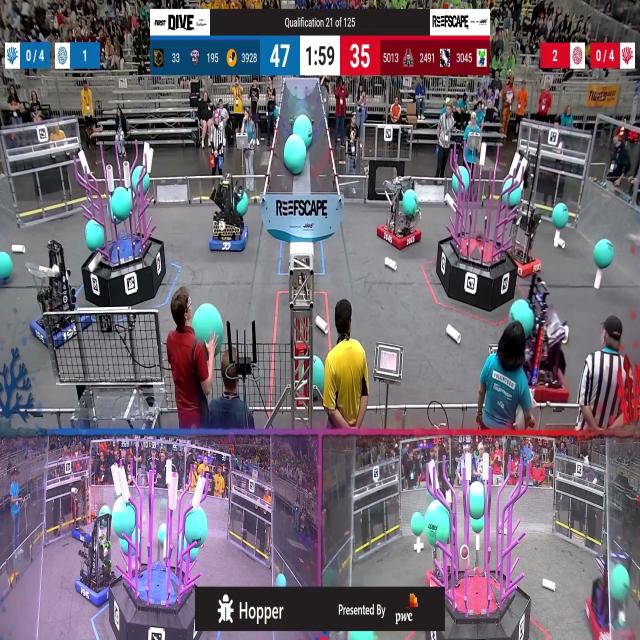 FIRST DIVE
Qualification 21 of 125
REEFSCAPE
0 / 4
1
33
195
3928
47
1:59
35
5013
2491
3045
2
0 / 4
REEFSCAPE
Hopper
Presented By
pwc